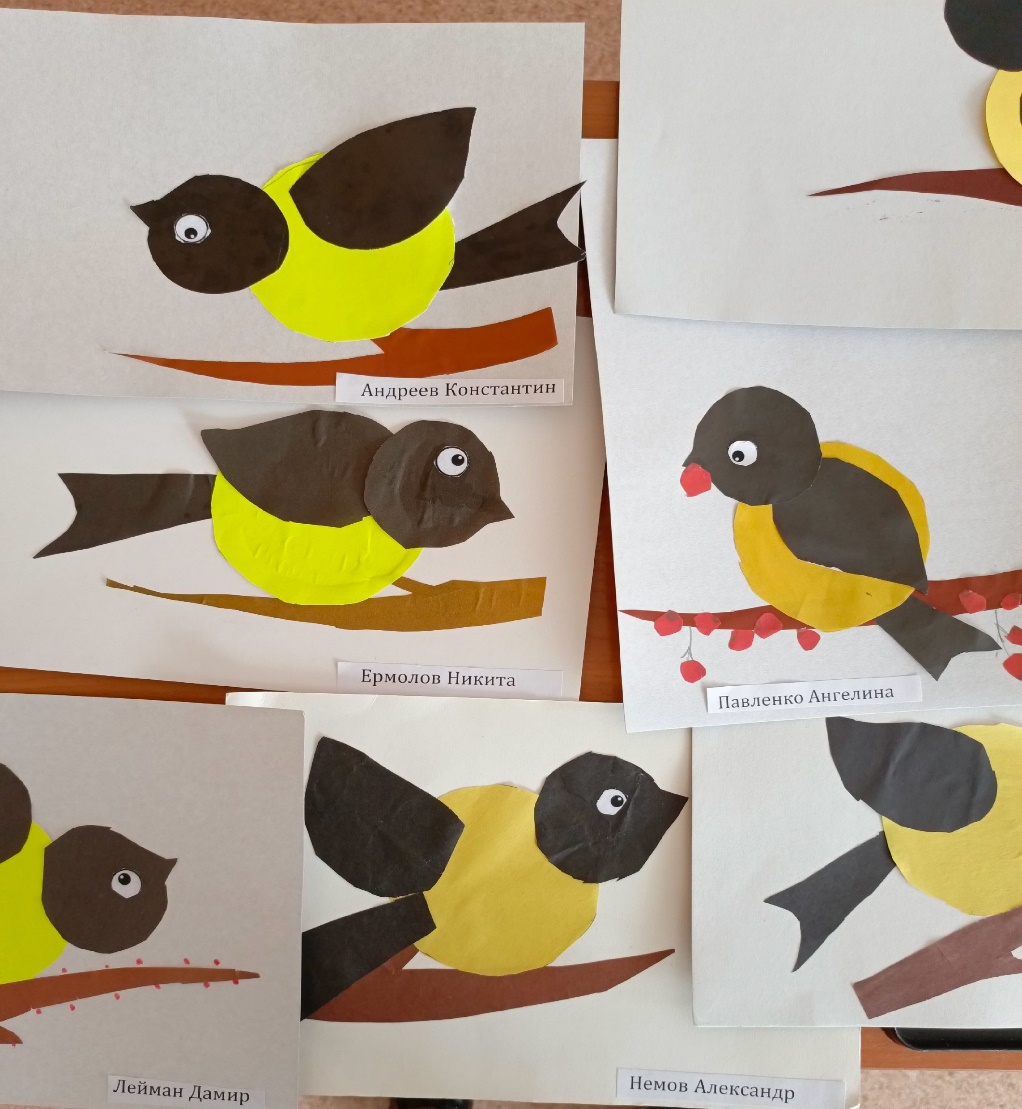 Андреев Константин
Ермолов Никита
Павленко Ангелина
Лейман Дамир
Немов Александр